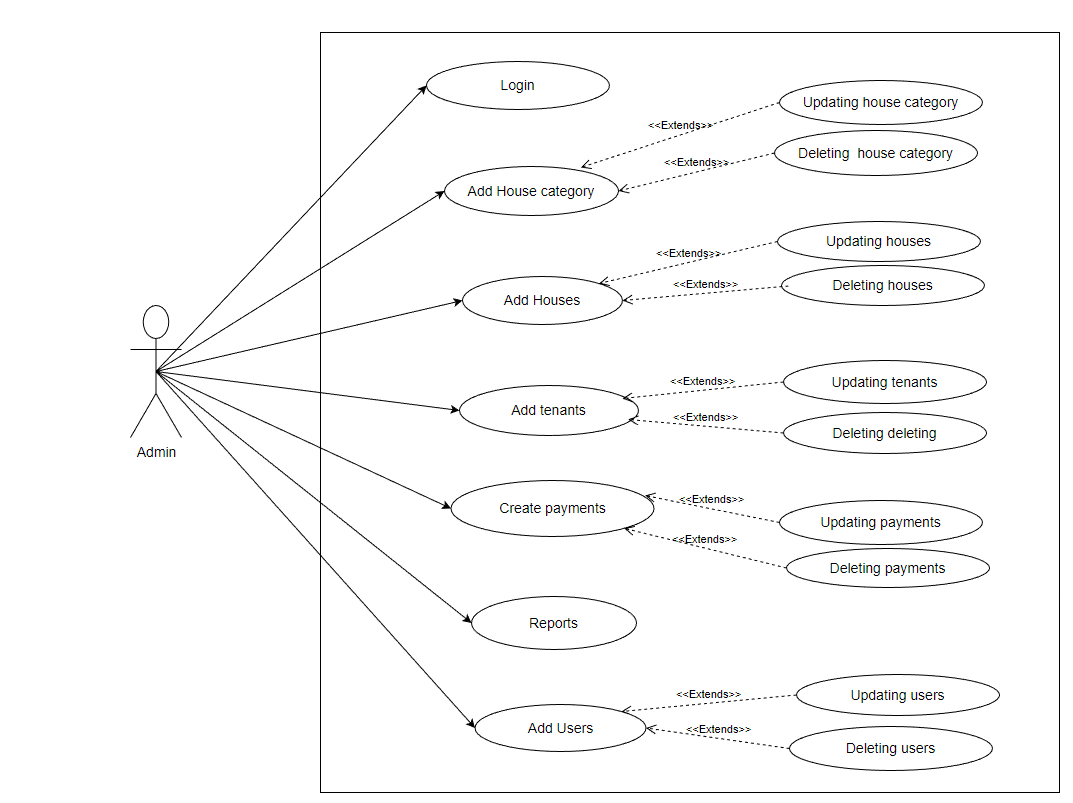 Login
Updating house category
<<Extends>>
Deleting  house category
<<Extends>>
Add House category
Updating houses
<<Extends>>
Deleting houses
<<Extends>>
Add Houses
Updating tenants
<<Extends>>
Add tenants
<<Extends>>
Deleting deleting
Admin
<<Extends>>
Create payments
Updating payments
<<Extends>>
Deleting payments
Reports
<<Extends>>
Updating users
Add Users
<<Extends>>
Deleting users